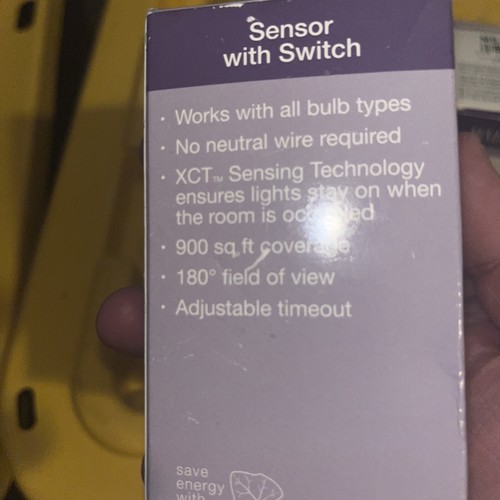 Sensor
with Switch
· Works with all bulb types
· No neutral wire required
· XCT™ Sensing Technology
ensures lights stay on when
the room is occupied
· 900 sq ft coverage
· 180° field of view
· Adjustable timeout
save
energy
with